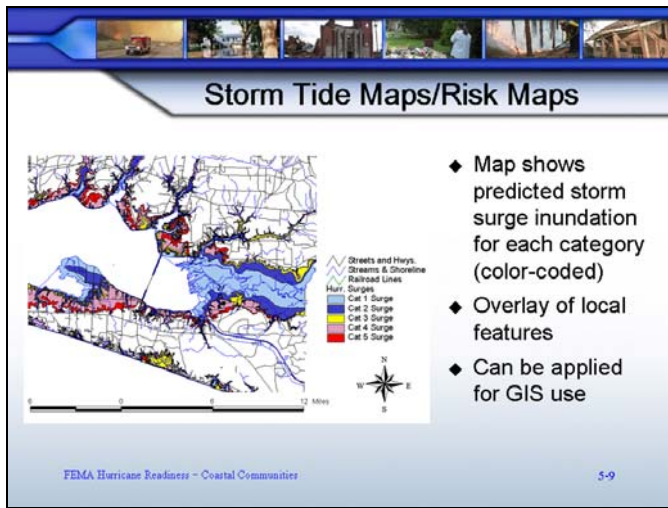 Storm Tide Maps/Risk Maps
Map shows
predicted storm
surge inundation
for each category
(color-coded)
Overlay of local
features
Can be applied
for GIS use
Streets and Hwys.
Streams & Shoreline
Railroad Lines
Hurr. Surges
Cat 1 Surge
Cat 2 Surge
Cat 3 Surge
Cat 4 Surge
Cat 5 Surge
N
W E
S
6 0 6 12 Miles
FEMA Hurricane Readiness – Coastal Communities 5-9